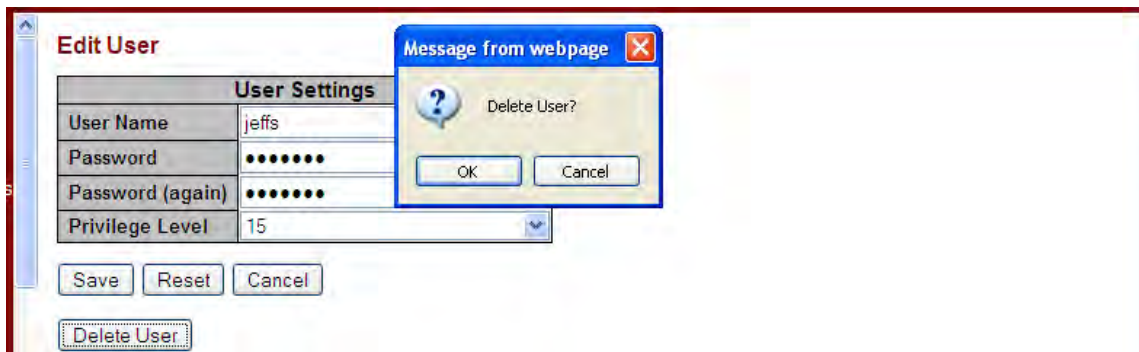 Edit User
User Settings
User Name jeffs
Password •••••••
Password (again) •••••••
Privilege Level 15
Save Reset Cancel
Delete User
Message from webpage
Delete User?
OK Cancel
s